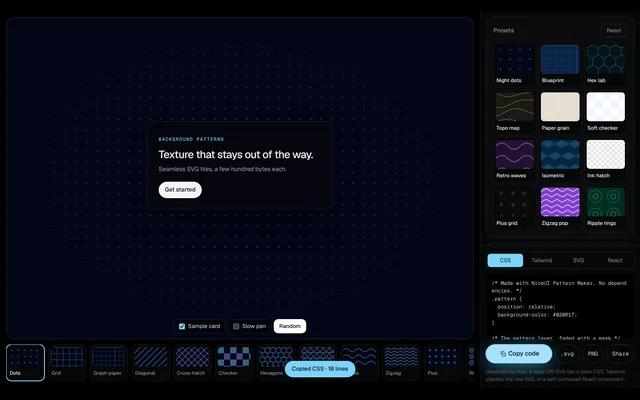 BACKGROUND PATTERNS
Texture that stays out of the way.
Seamless SVG tiles, a few hundred bytes each.
Get started
Sample card
Slow pan
Random
Dots
Grid
Graph paper
Diagonal
Cross-hatch
Checker
Hexagons
Zigzag
Plus
Copied CSS · 18 lines
Presets
Reset
Night dots
Blueprint
Hex lab
Topo map
Paper grain
Soft checker
Retro waves
Isometric
Ink hatch
Plus grid
Zigzag pop
Ripple rings
CSS
Tailwind
SVG
React
/* Made with NiceUI Pattern Maker. No depend
encies. */
.pattern {
position: relative;
background-color: #020617;
}
/* The pattern layer, faded with a mask */
Copy code
.svg
PNG
Share